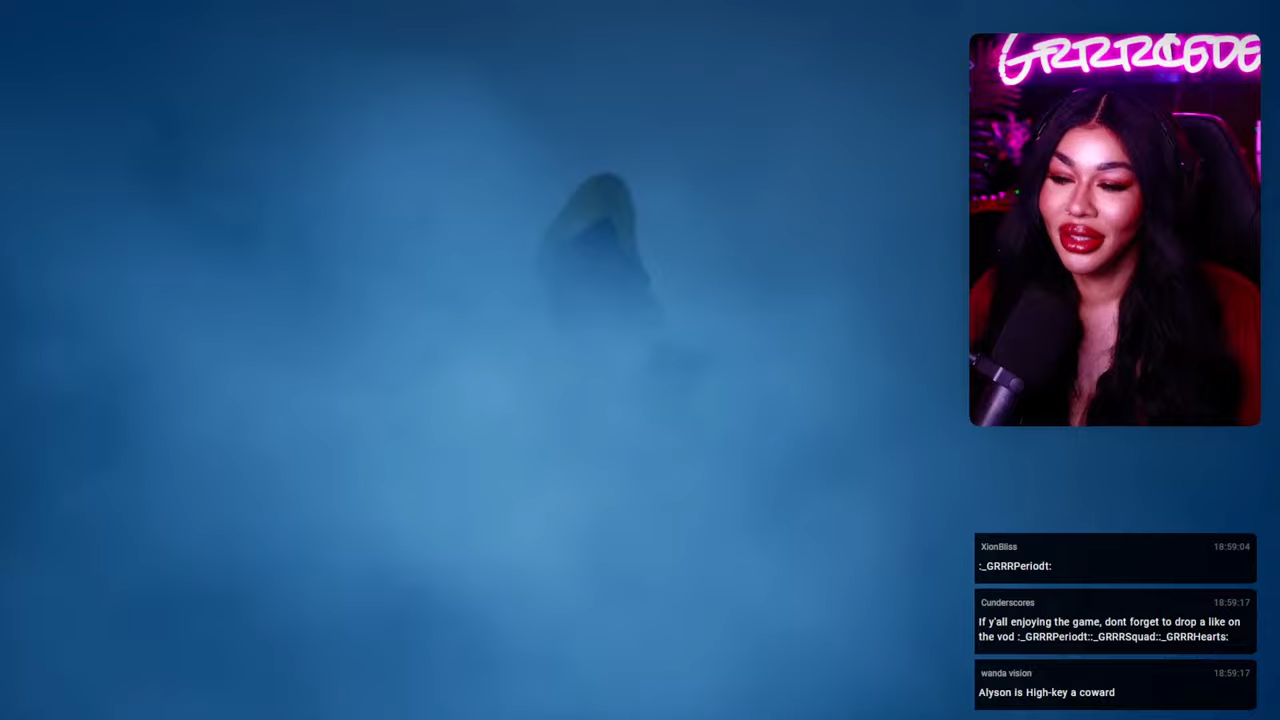 GRRRCEDE
XionBliss 18:59:04
:_GRRRPeriodt:
Cunderscores 18:59:17
If y'all enjoying the game, dont forget to drop a like on
the vod :_GRRRPeriodt::_GRRRSquad::_GRRRHearts:
wanda vision 18:59:17
Alyson is High-key a coward